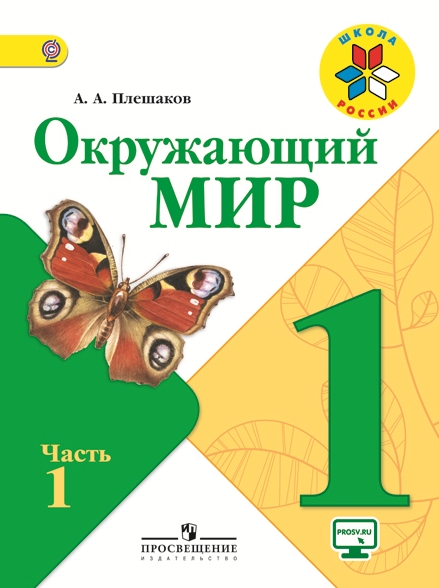 ШКОЛА
РОССИИ
А. А. Плешаков
Окружающий
МИР
1
Часть
1
ПРОСВЕЩЕНИЕ
ИЗДАТЕЛЬСТВО
PROSV.RU